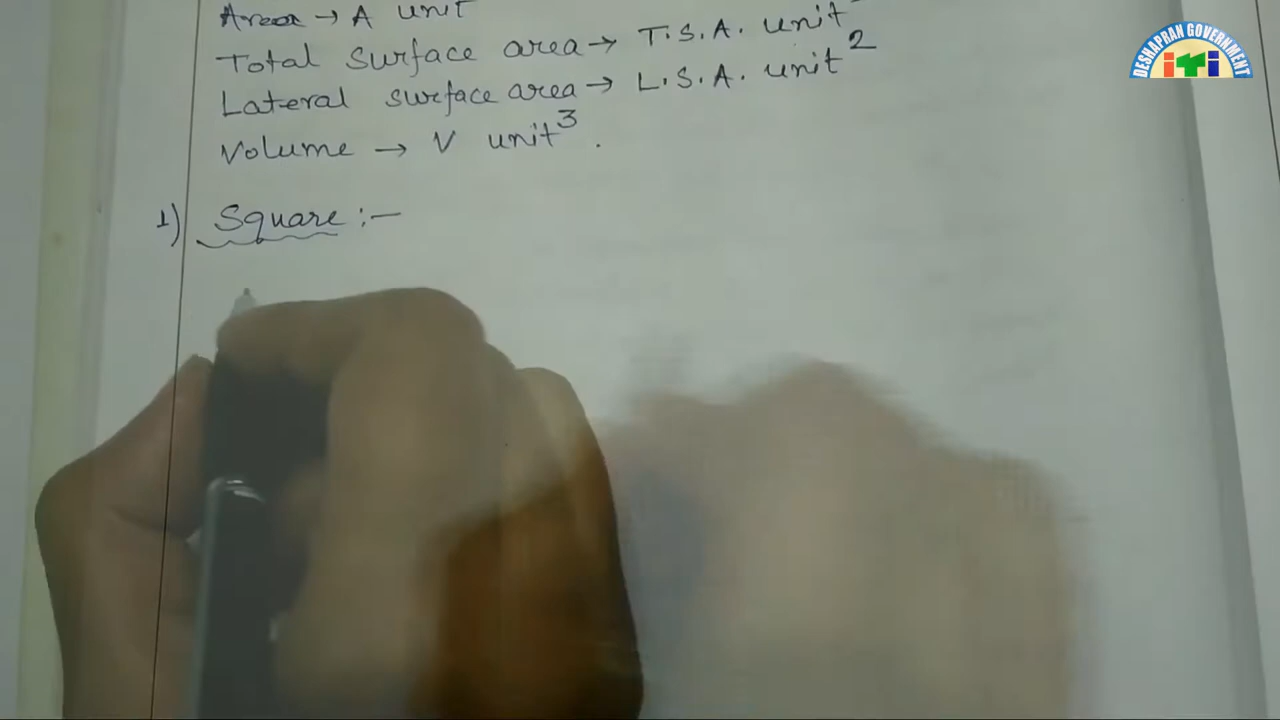 Area → A unit
Total surface area → T.S.A. unit
Lateral surface area → L.S.A. unit²
Volume → V unit³.
1) Square :-
DESHAPRAN GOVERNMENT
iTi